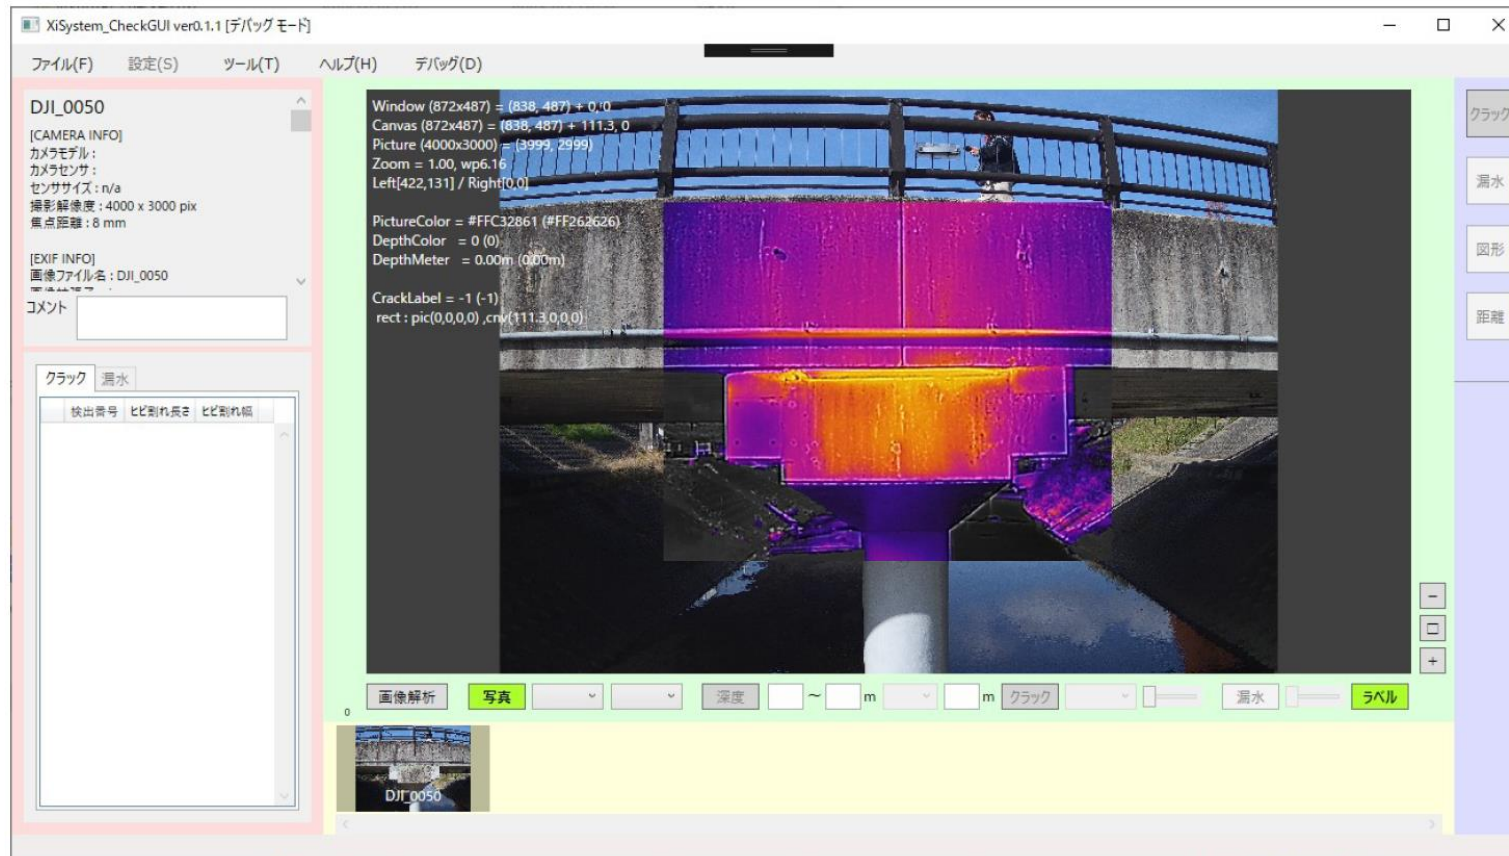 XiSystem_CheckGUI ver0.1.1 [デバッグ モード]
ファイル(F) 設定(S) ツール(T) ヘルプ(H) デバッグ(D)
DJI_0050
[CAMERA INFO]
カメラモデル :
カメラセンサ :
センササイズ : n/a
撮影解像度 : 4000 x 3000 pix
焦点距離 : 8 mm
[EXIF INFO]
画像ファイル名 : DJI_0050
コメント
クラック 漏水
検出番号 ヒビ割れ長さ ヒビ割れ幅
Window (872x487) = (838, 487) + 0, 0
Canvas (872x487) = (838, 487) + 111.3, 0
Picture (4000x3000) = (3999, 2999)
Zoom = 1.00, wp6.16
Left[422,131] / Right[0,0]
PictureColor = #FFC32861 (#FF262626)
DepthColor = 0 (0)
DepthMeter = 0.00m (0.00m)
CrackLabel = -1 (-1)
rect : pic(0,0,0,0) ,cnv(111.3,0,0,0)
クラック
漏水
図形
距離
－
□
＋
0
画像解析 写真 深度 ～ m m クラック 漏水 ラベル
DJI_0050